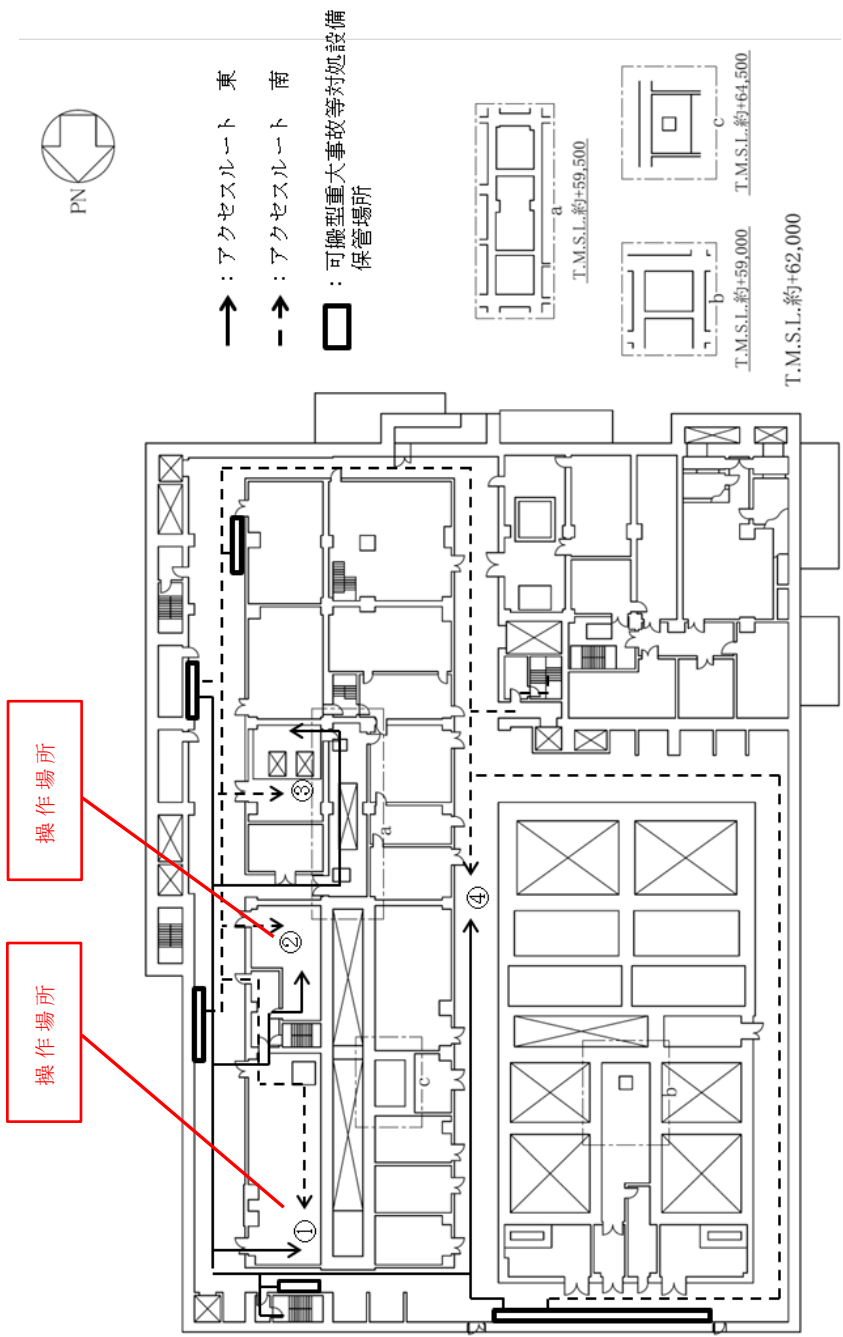 PN
：アクセスルート　東
：アクセスルート　南
：可搬型重大事故等対処設備
保管場所
a
T.M.S.L.約+59,500
b
T.M.S.L.約+59,000
c
T.M.S.L.約+64,500
T.M.S.L.約+62,000
操作場所
操作場所
①
②
③
④
a
b
c